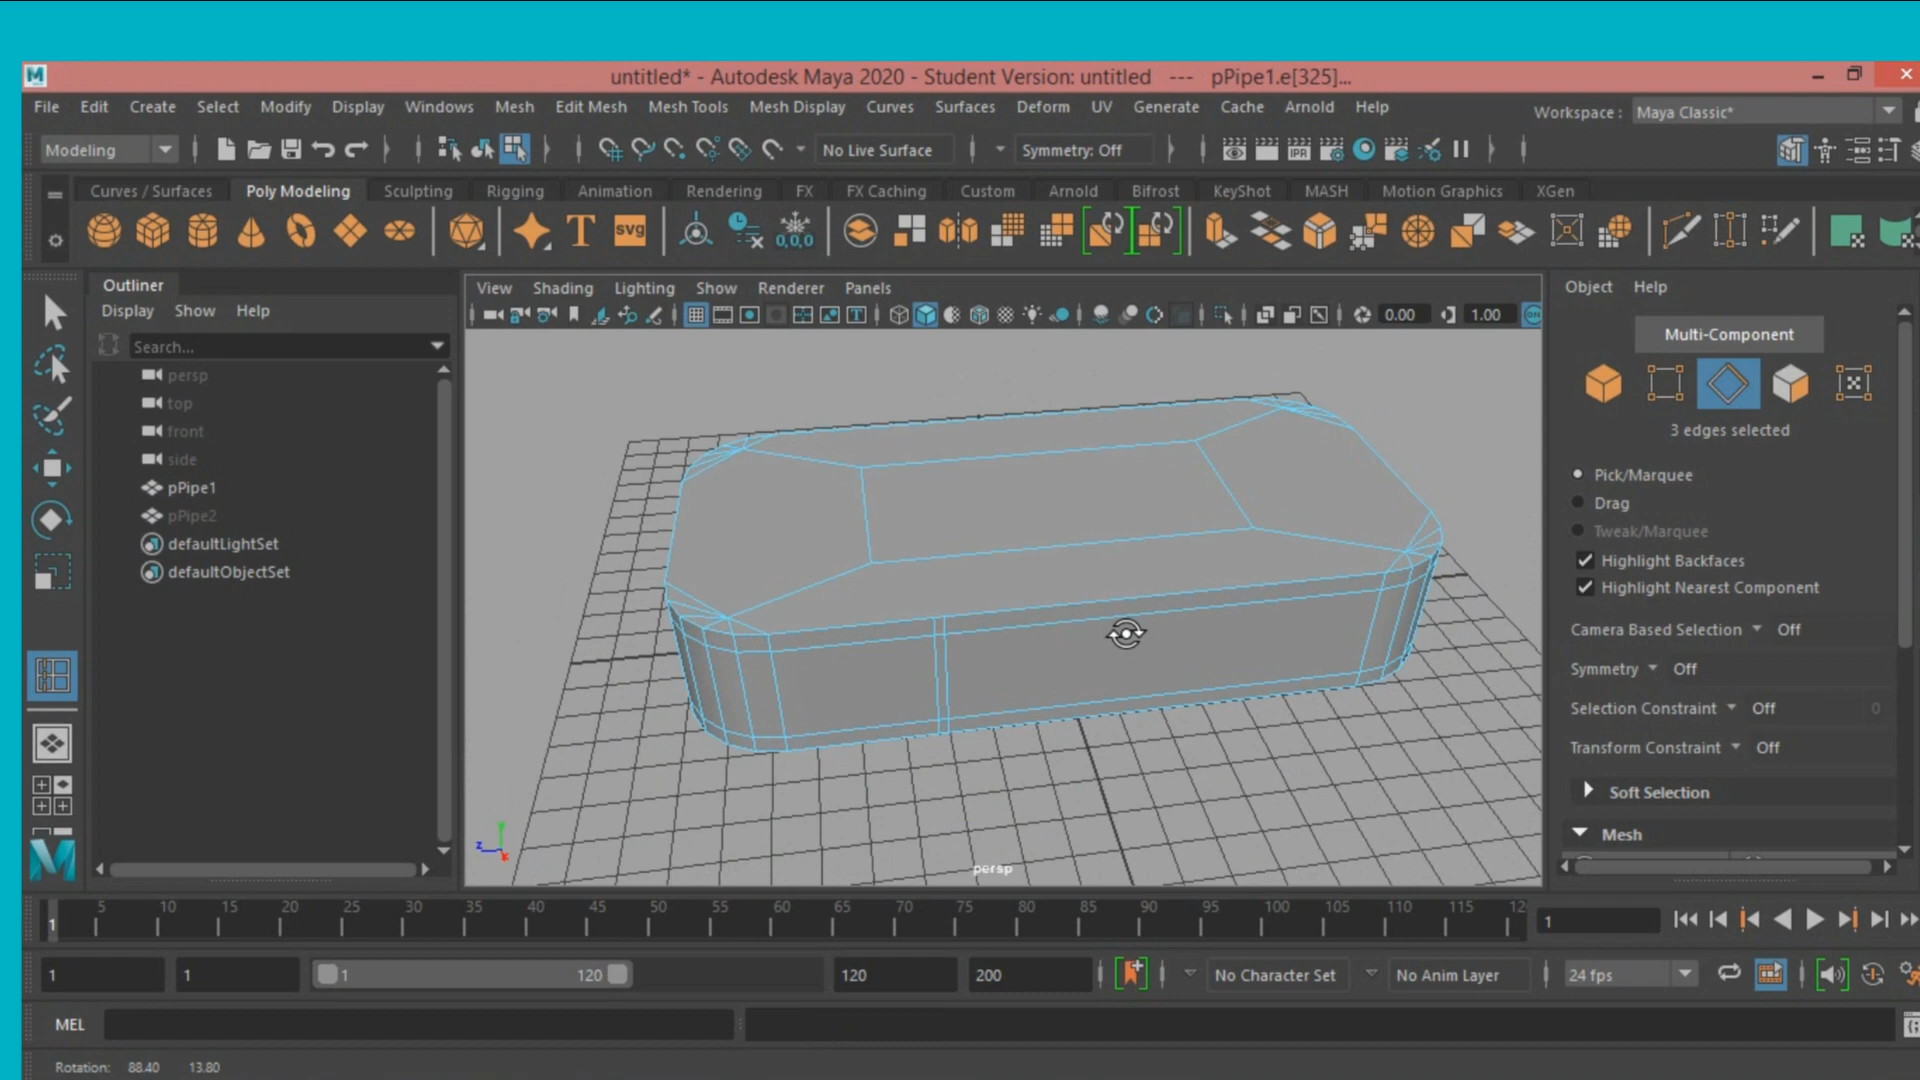 untitled* - Autodesk Maya 2020 - Student Version: untitled --- pPipe1.e[325]...
File Edit Create Select Modify Display Windows Mesh Edit Mesh Mesh Tools Mesh Display Curves Surfaces Deform UV Generate Cache Arnold Help
Workspace : Maya Classic*
Modeling No Live Surface Symmetry: Off
IPR
Curves / Surfaces Poly Modeling Sculpting Rigging Animation Rendering FX FX Caching Custom Arnold Bifrost KeyShot MASH Motion Graphics XGen
T svg 0,0,0
Outliner
Display Show Help
Search...
persp
top
front
side
pPipe1
pPipe2
defaultLightSet
defaultObjectSet
View Shading Lighting Show Renderer Panels
0.00 1.00 ON
y
z
x
persp
Object Help
Multi-Component
3 edges selected
Pick/Marquee
Drag
Tweak/Marquee
Highlight Backfaces
Highlight Nearest Component
Camera Based Selection Off
Symmetry Off
Selection Constraint Off 0
Transform Constraint Off
Soft Selection
Mesh
1 5 10 15 20 25 30 35 40 45 50 55 60 65 70 75 80 85 90 95 100 105 110 115 12
1
1 1 1 120 120 200 No Character Set No Anim Layer 24 fps
MEL
Rotation: 88.40 13.80